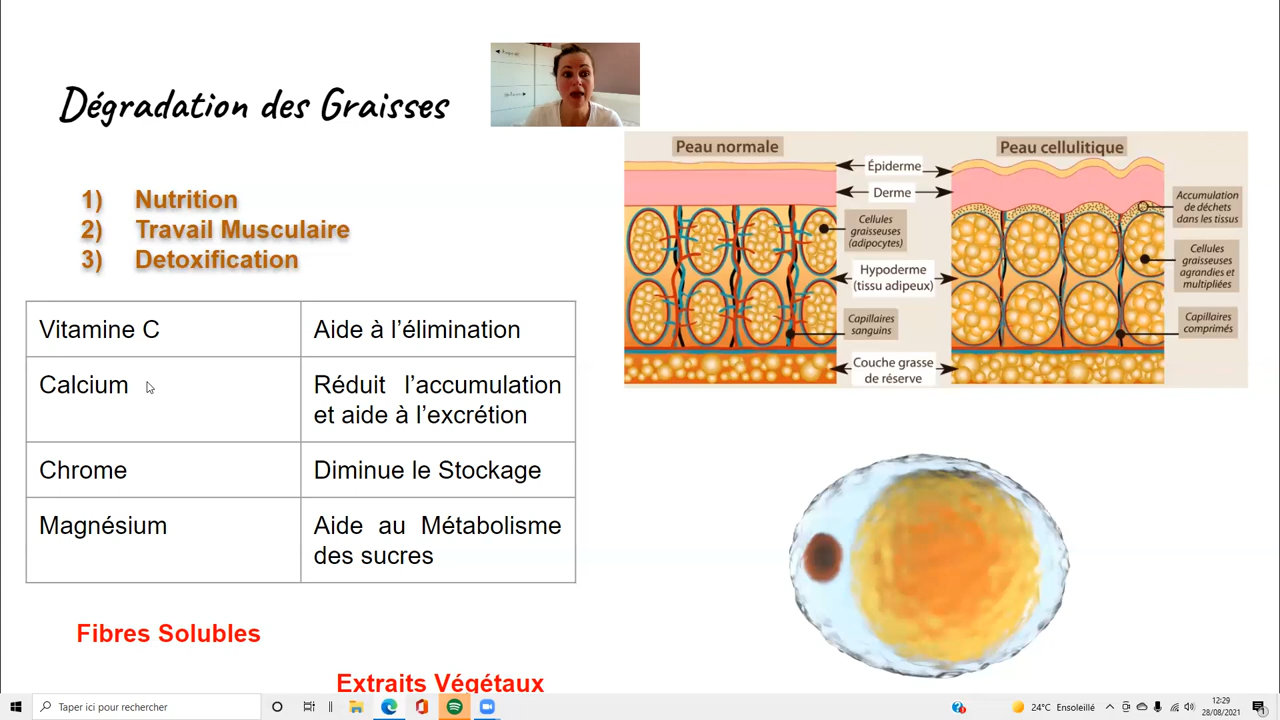 Dégradation des Graisses
1) Nutrition
2) Travail Musculaire
3) Detoxification
Vitamine C
Aide à l’élimination
Calcium
Réduit l’accumulation
et aide à l’excrétion
Chrome
Diminue le Stockage
Magnésium
Aide au Métabolisme
des sucres
Fibres Solubles
Extraits Végétaux
Peau normale
Peau cellulitique
Épiderme
Derme
Cellules
graisseuses
(adipocytes)
Hypoderme
(tissu adipeux)
Capillaires
sanguins
Couche grasse
de réserve
Accumulation
de déchets
dans les tissus
Cellules
graisseuses
agrandies et
multipliées
Capillaires
comprimés
Taper ici pour rechercher
24°C Ensoleillé
12:29
28/08/2021